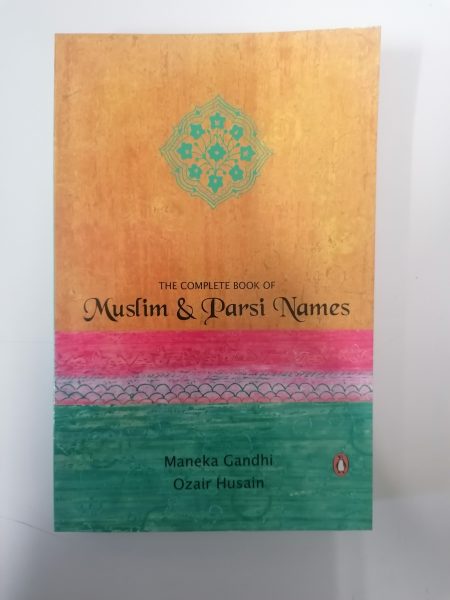 THE COMPLETE BOOK OF
Muslim & Parsi Names
Maneka Gandhi
Ozair Husain